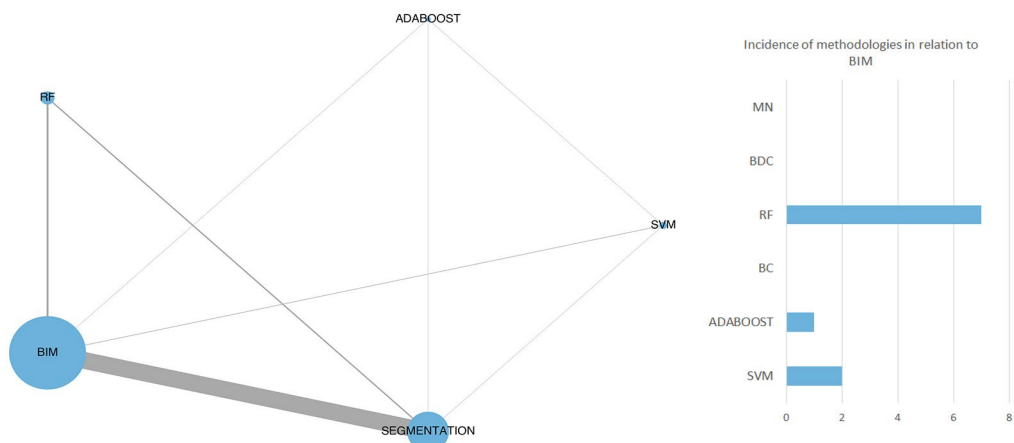 ADABOOST
RF
SVM
BIM
SEGMENTATION
Incidence of methodologies in relation to
BIM
MN
BDC
RF
BC
ADABOOST
SVM
0 2 4 6 8